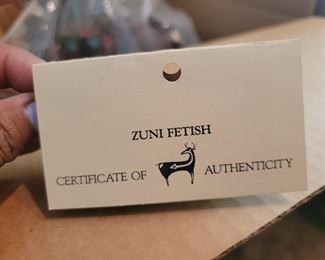 ZUNI FETISH
CERTIFICATE OF AUTHENTICITY